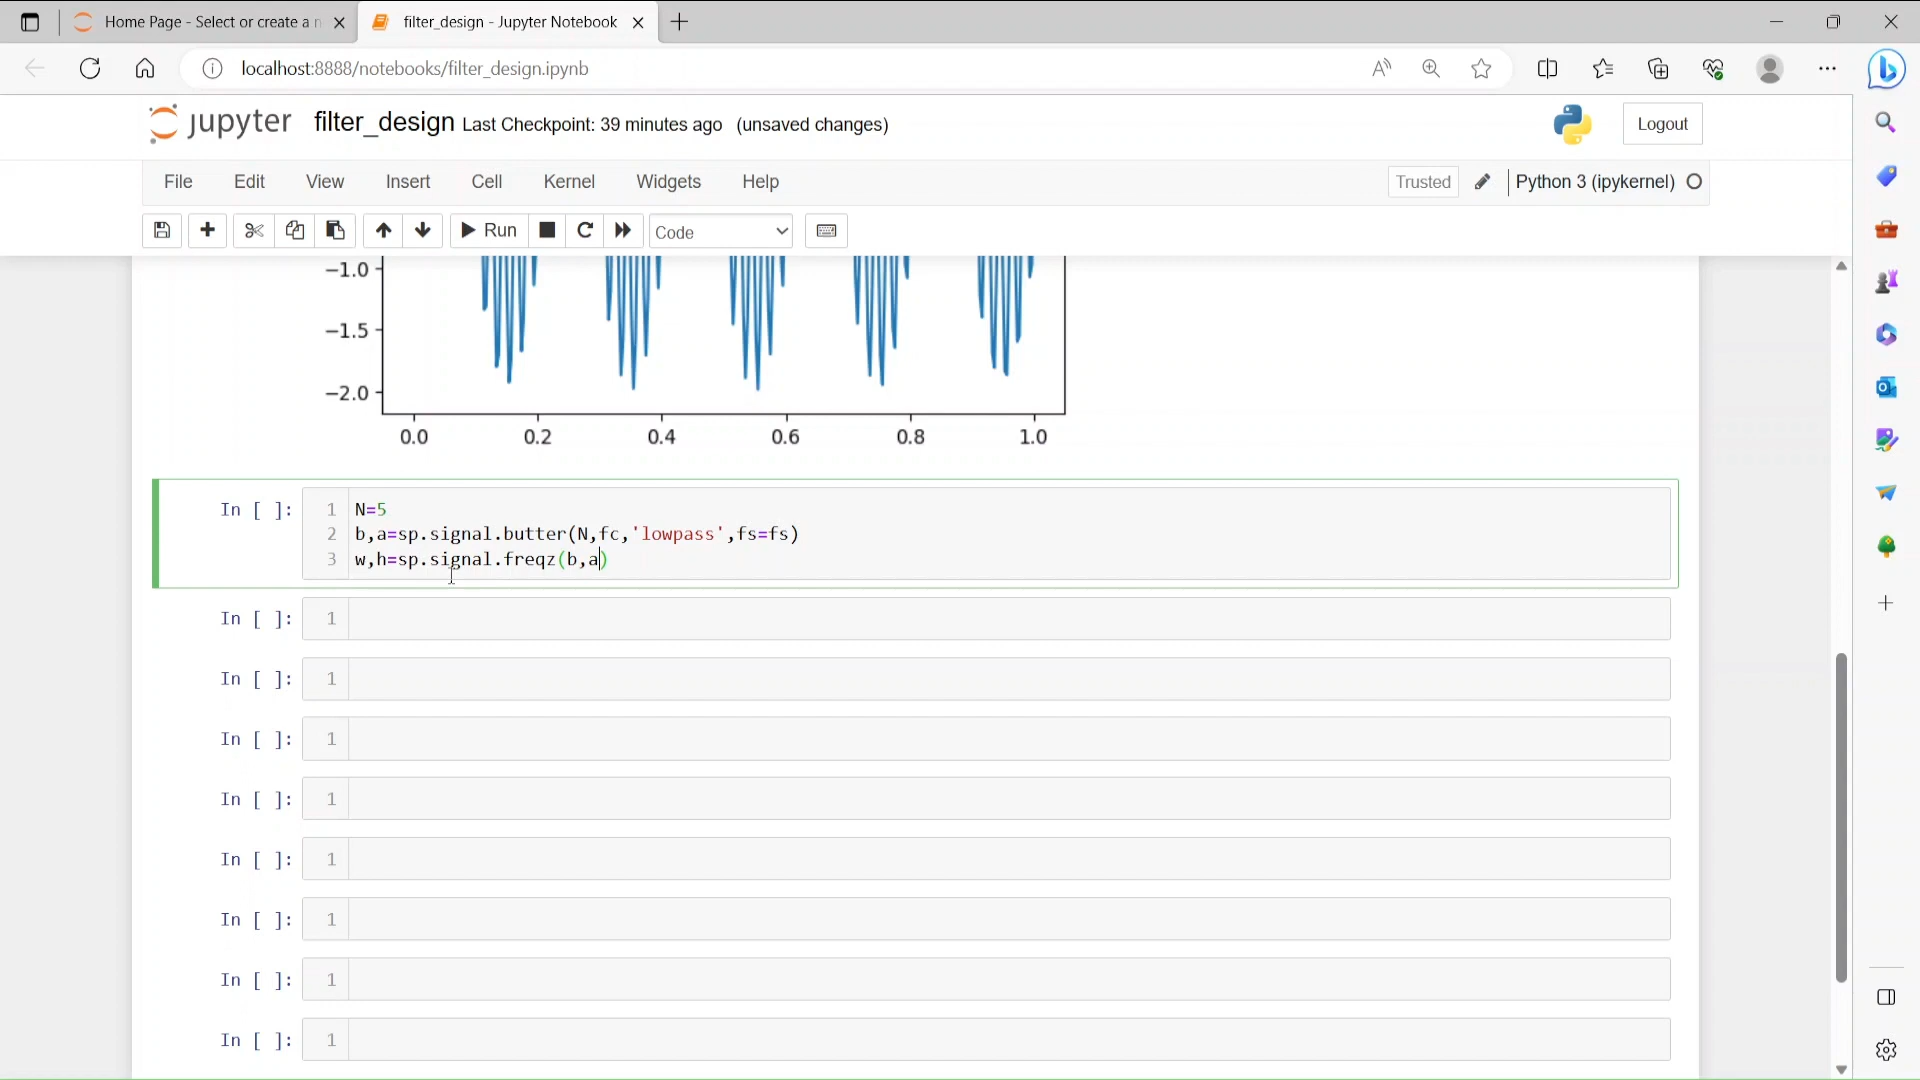 Home Page - Select or create a n
filter_design - Jupyter Notebook
localhost:8888/notebooks/filter_design.ipynb
jupyter filter_design Last Checkpoint: 39 minutes ago (unsaved changes)
Logout
File Edit View Insert Cell Kernel Widgets Help
Trusted Python 3 (ipykernel)
Run Code
−1.0
−1.5
−2.0
0.0 0.2 0.4 0.6 0.8 1.0
In [ ]: 1 N=5
2 b,a=sp.signal.butter(N,fc,'lowpass',fs=fs)
3 w,h=sp.signal.freqz(b,a)
In [ ]: 1
In [ ]: 1
In [ ]: 1
In [ ]: 1
In [ ]: 1
In [ ]: 1
In [ ]: 1
In [ ]: 1